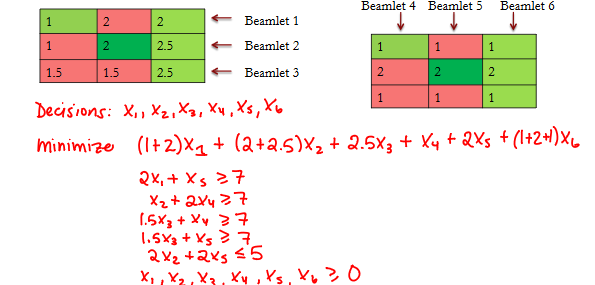 Beamlet 4 Beamlet 5 Beamlet 6
1 2 2 Beamlet 1
1 2 2.5 Beamlet 2
1.5 1.5 2.5 Beamlet 3
1 1 1
2 2 2
1 1 1
Decisions: x₁, x₂, x₃, x₄, x₅, x₆
minimize (1+2)x₁ + (2+2.5)x₂ + 2.5x₃ + x₄ + 2x₅ + (1+2+1)x₆
2x₁ + x₅ ≥ 7
x₂ + 2x₄ ≥ 7
1.5x₃ + x₄ ≥ 7
1.5x₃ + x₅ ≥ 7
2x₂ + 2x₅ ≤ 5
x₁, x₂, x₃, x₄, x₅, x₆ ≥ 0